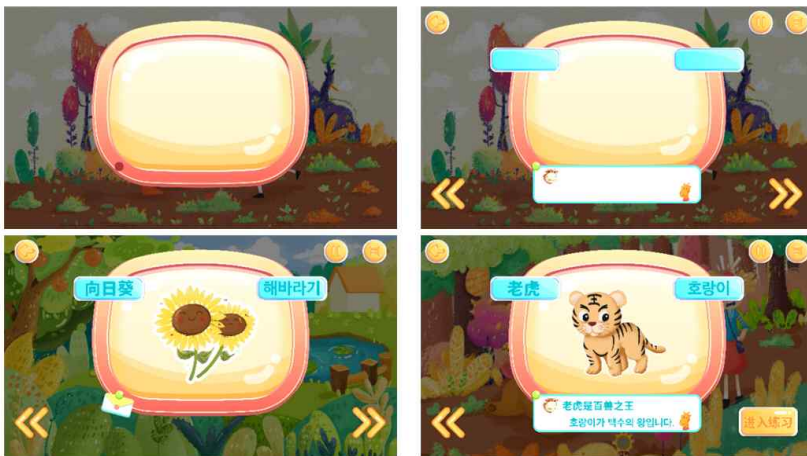 向日葵
해바라기
老虎
호랑이
老虎是百兽之王
호랑이가 백수의 왕입니다.
进入练习